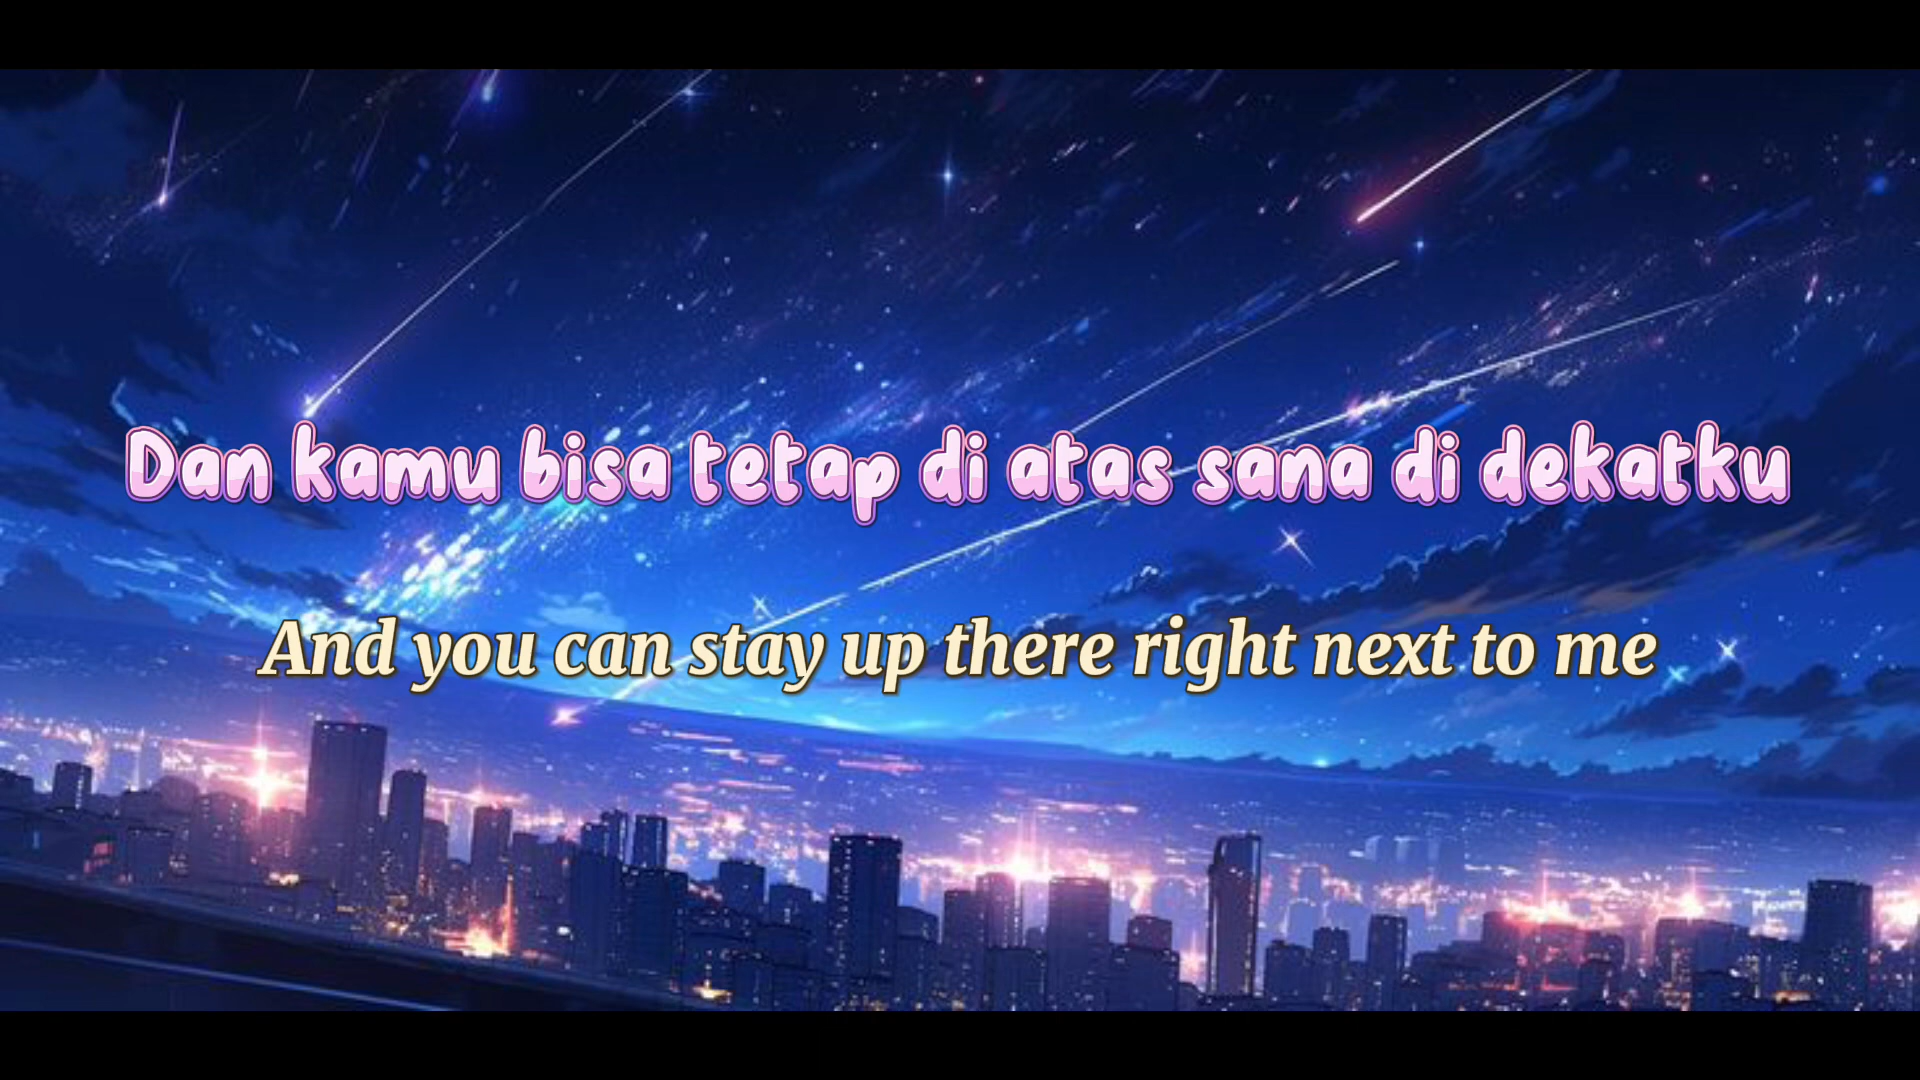 Dan kamu bisa tetap di atas sana di dekatku
And you can stay up there right next to me